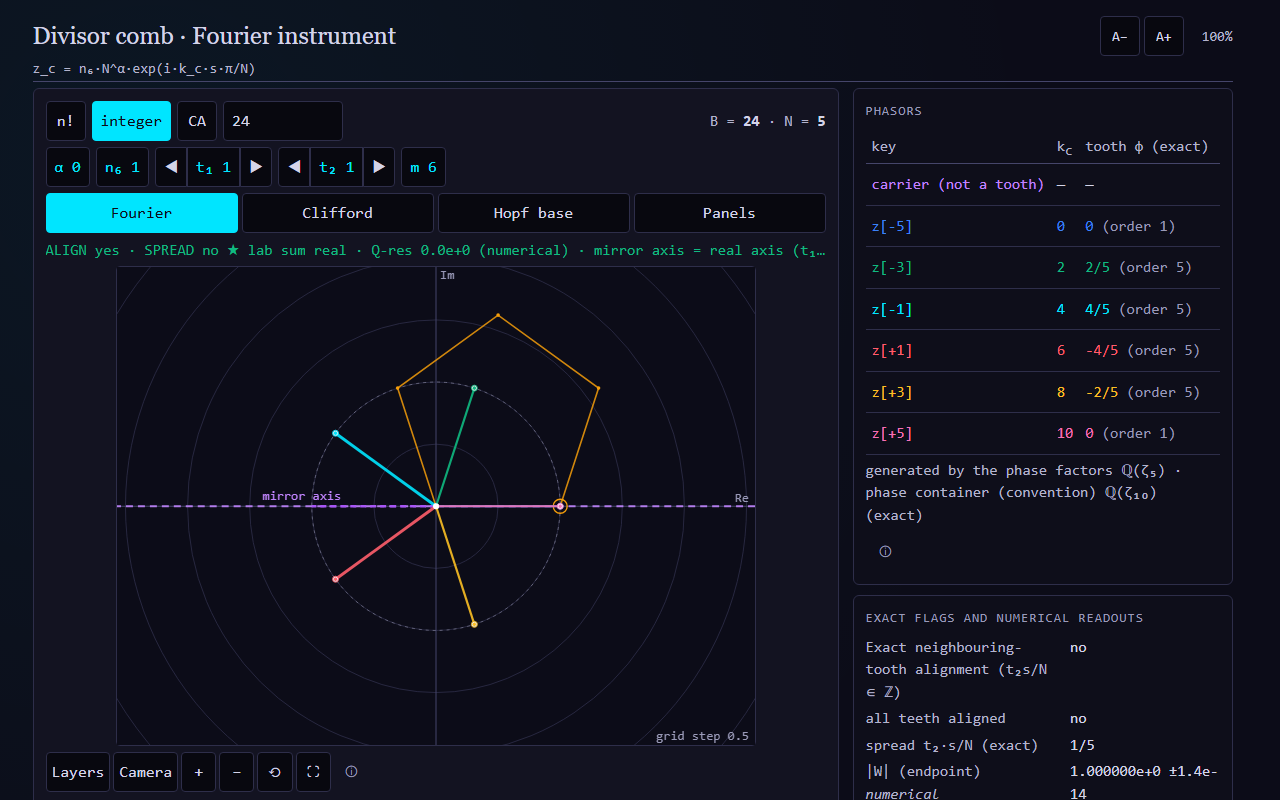 Divisor comb · Fourier instrument
A− A+ 100%
z_c = n₆·N^α·exp(i·k_c·s·π/N)
n! integer CA 24
B = 24 · N = 5
α 0 n₆ 1 ◀ t₁ 1 ▶ ◀ t₂ 1 ▶ m 6
Fourier Clifford Hopf base Panels
ALIGN yes · SPREAD no ★ lab sum real · Q-res 0.0e+0 (numerical) · mirror axis = real axis (t₁…
Im
mirror axis
Re
grid step 0.5
Layers Camera + − ⟲ ⛶ ⓘ
PHASORS
key k_C tooth ϕ (exact)
carrier (not a tooth) — —
z[-5] 0 0 (order 1)
z[-3] 2 2/5 (order 5)
z[-1] 4 4/5 (order 5)
z[+1] 6 -4/5 (order 5)
z[+3] 8 -2/5 (order 5)
z[+5] 10 0 (order 1)
generated by the phase factors ℚ(ζ₅) ·
phase container (convention) ℚ(ζ₁₀)
(exact)
ⓘ
EXACT FLAGS AND NUMERICAL READOUTS
Exact neighbouring- no
tooth alignment (t₂s/N
∈ ℤ)
all teeth aligned no
spread t₂·s/N (exact) 1/5
|W| (endpoint) 1.000000e+0 ±1.4e-
numerical 14